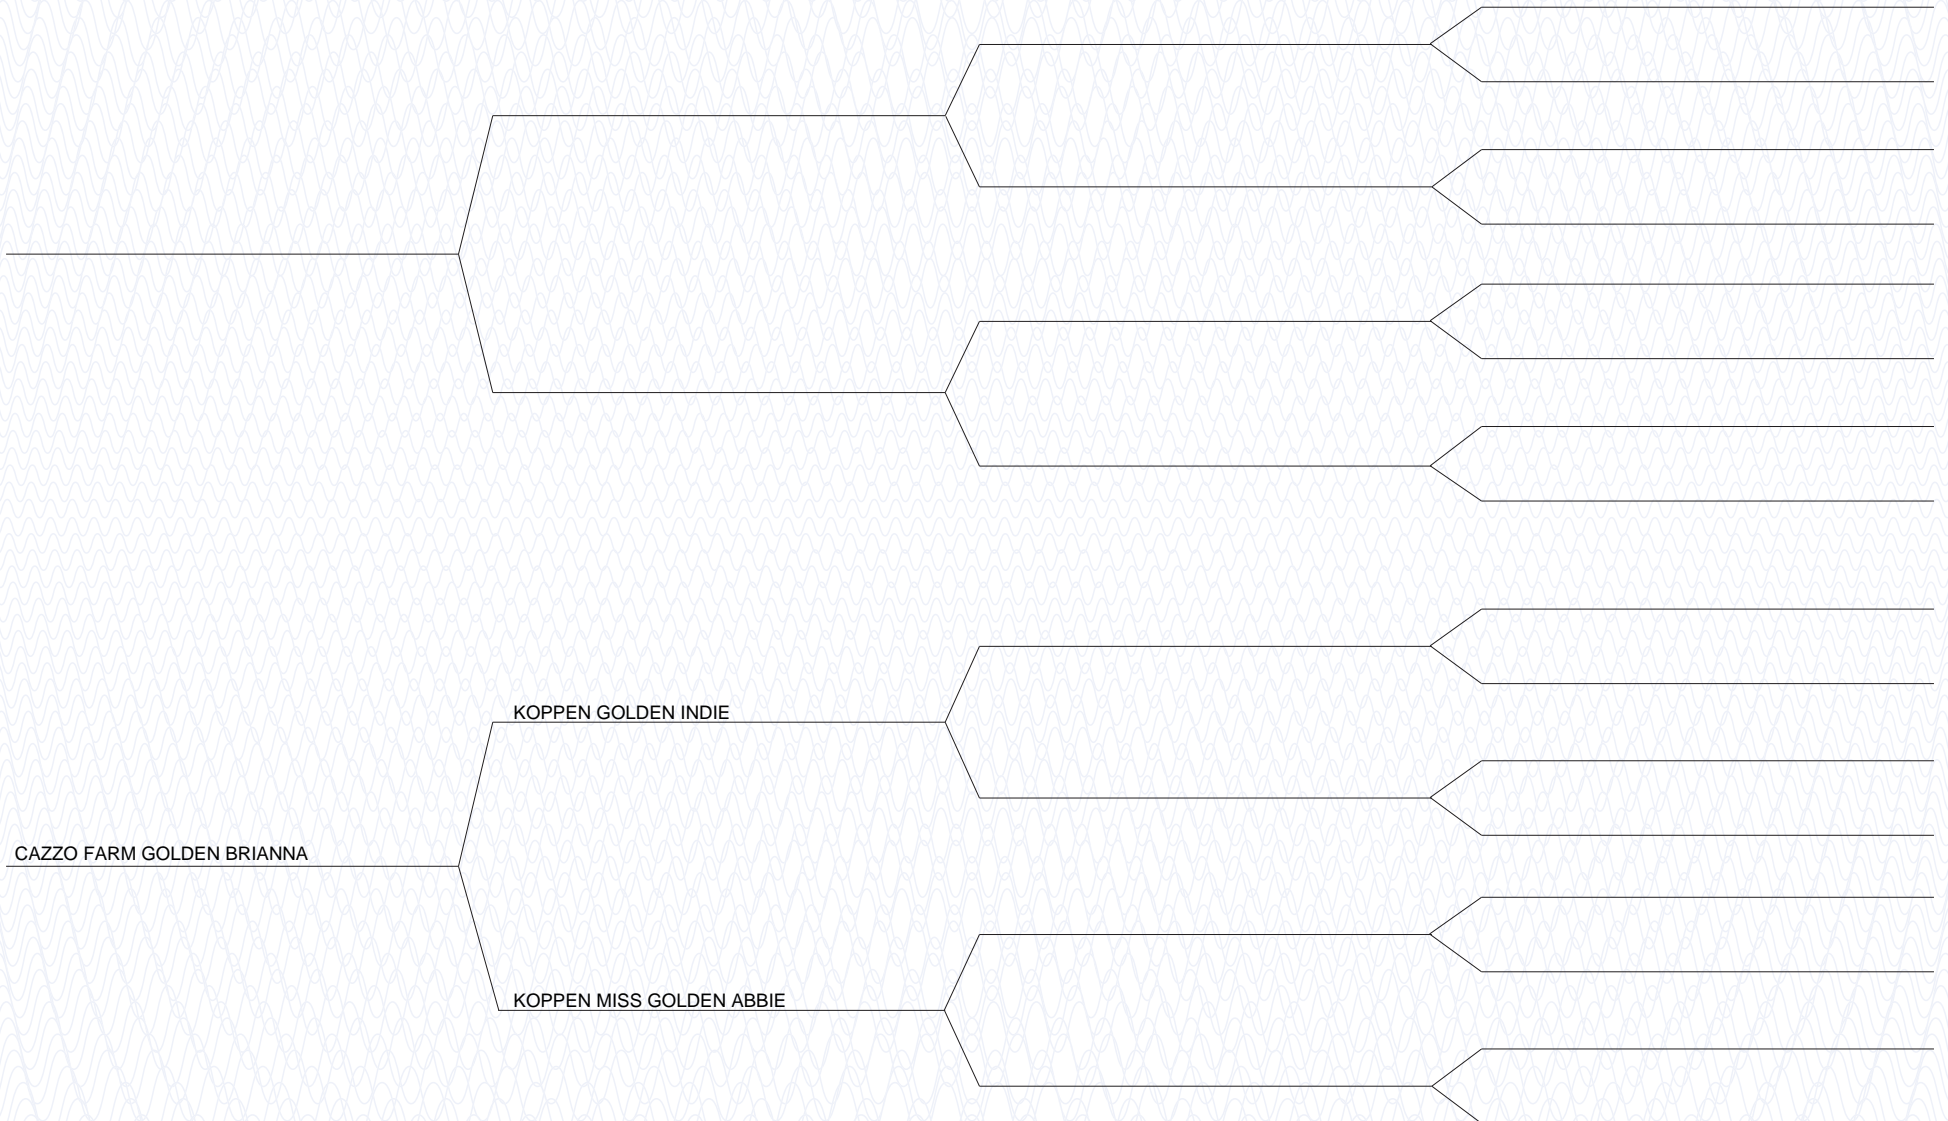 KOPPEN GOLDEN INDIE
CAZZO FARM GOLDEN BRIANNA
KOPPEN MISS GOLDEN ABBIE